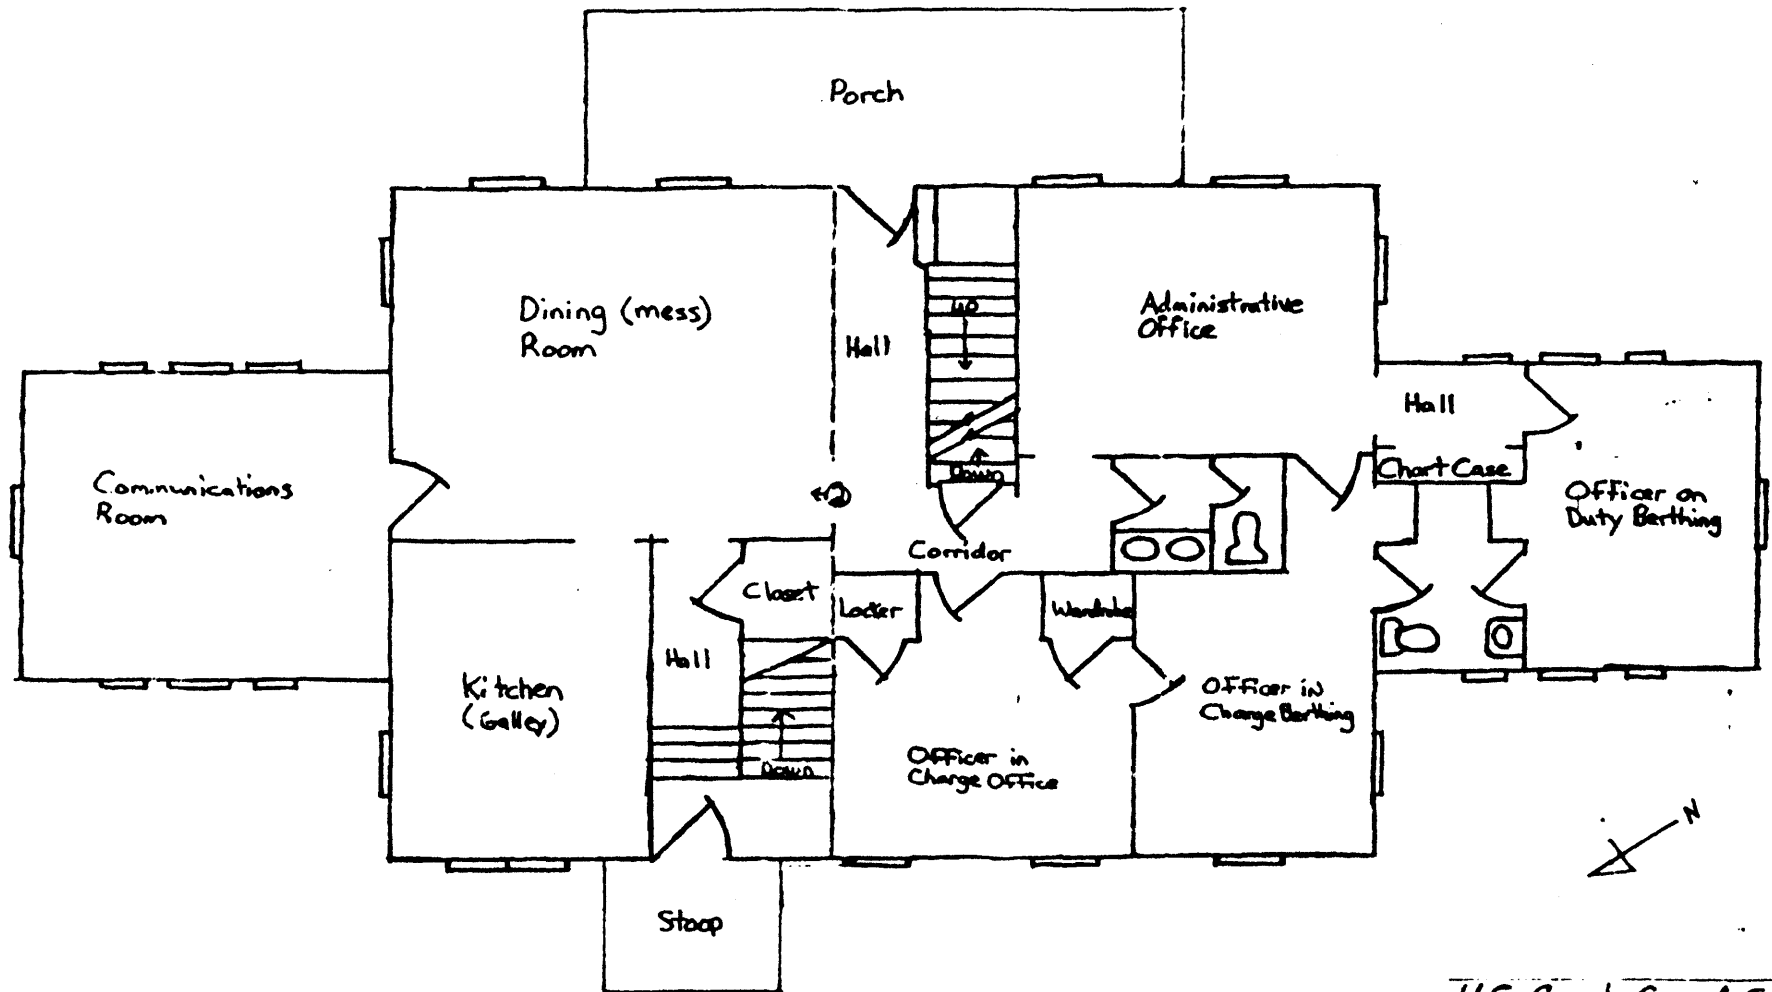 Porch
Dining (mess)
Room
Hall
UP
Down
Administrative
Office
Hall
Chart Case
Communications
Room
←2
Officer on
Duty Berthing
Corridor
Closet
Locker
Wardrobe
Hall
Kitchen
(Galley)
Down
Officer in
Charge Office
Officer in
Charge Berthing
N
Stoop